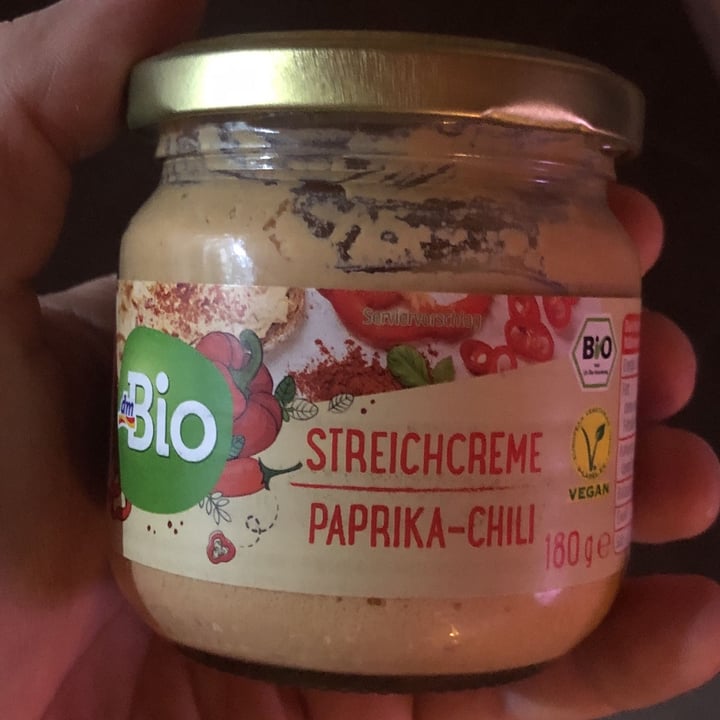 Serviervorschlag
dm
Bio
BiO
STREICHCREME
PAPRIKA-CHILI
VEGAN
180 g e